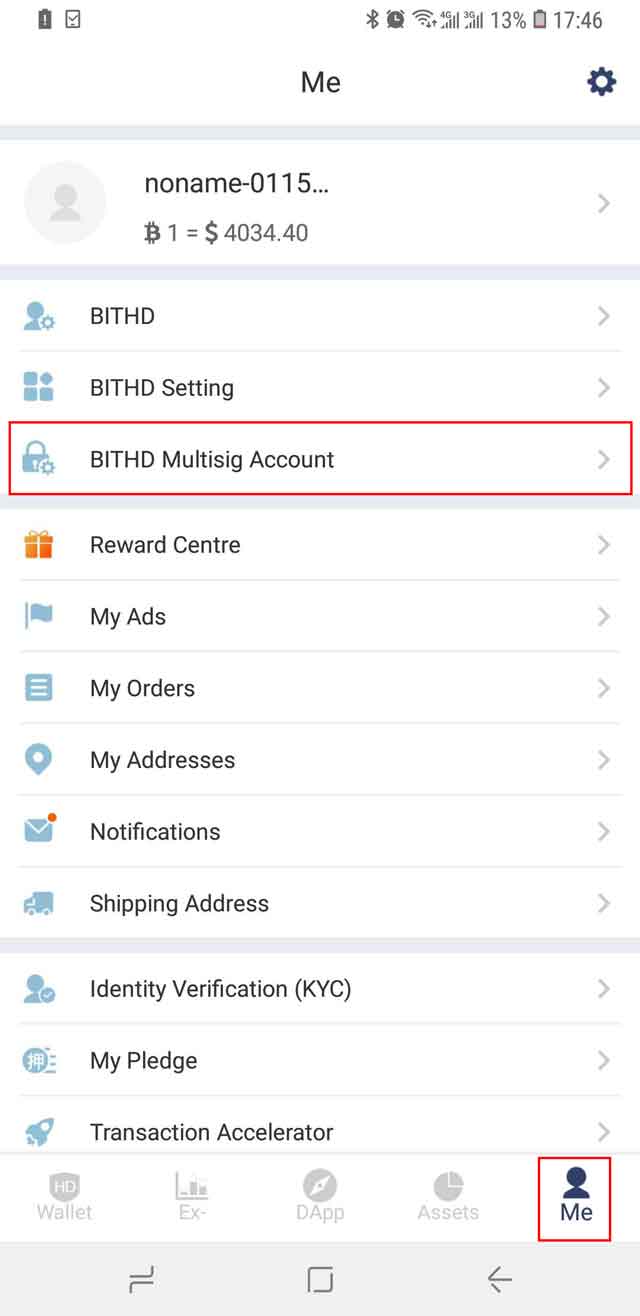 4G 3G 13% 17:46
Me
noname-0115...
₿ 1 = $ 4034.40
BITHD
BITHD Setting
BITHD Multisig Account
Reward Centre
My Ads
My Orders
My Addresses
Notifications
Shipping Address
Identity Verification (KYC)
押
My Pledge
Transaction Accelerator
HD
Wallet
Ex-
DApp
Assets
Me